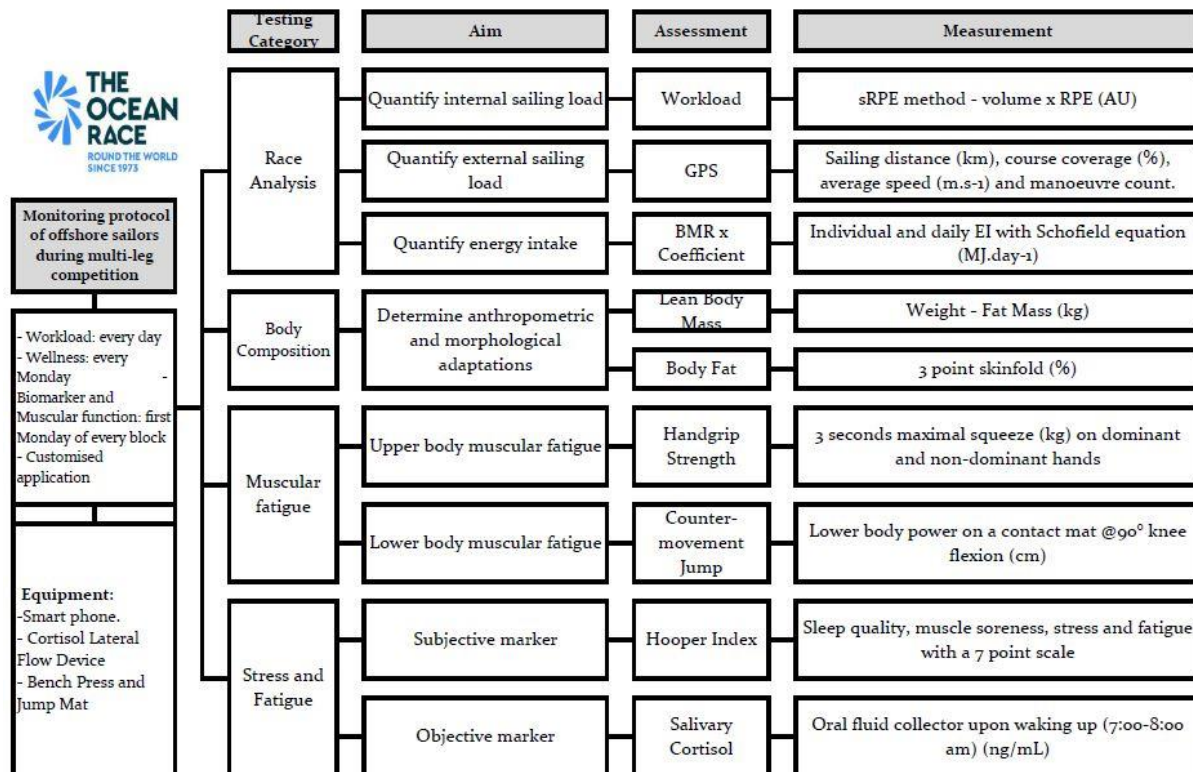 Testing
Category
Aim
Assessment
Measurement
THE
OCEAN
RACE
ROUND THE WORLD
SINCE 1973
Monitoring protocol
of offshore sailors
during multi-leg
competition
- Workload: every day
- Wellness: every
Monday -
Biomarker and
Muscular function: first
Monday of every block
- Customised
application
Equipment:
-Smart phone.
- Cortisol Lateral
Flow Device
- Bench Press and
Jump Mat
Race
Analysis
Quantify internal sailing load
Workload
sRPE method - volume x RPE (AU)
Quantify external sailing
load
GPS
Sailing distance (km), course coverage (%),
average speed (m.s-1) and manoeuvre count.
Quantify energy intake
BMR x
Coefficient
Individual and daily EI with Schofield equation
(MJ.day-1)
Body
Composition
Determine anthropometric
and morphological
adaptations
Lean Body
Mass
Weight - Fat Mass (kg)
Body Fat
3 point skinfold (%)
Muscular
fatigue
Upper body muscular fatigue
Handgrip
Strength
3 seconds maximal squeeze (kg) on dominant
and non-dominant hands
Lower body muscular fatigue
Counter-
movement
Jump
Lower body power on a contact mat @90° knee
flexion (cm)
Stress and
Fatigue
Subjective marker
Hooper Index
Sleep quality, muscle soreness, stress and fatigue
with a 7 point scale
Objective marker
Salivary
Cortisol
Oral fluid collector upon waking up (7:00-8:00
am) (ng/mL)